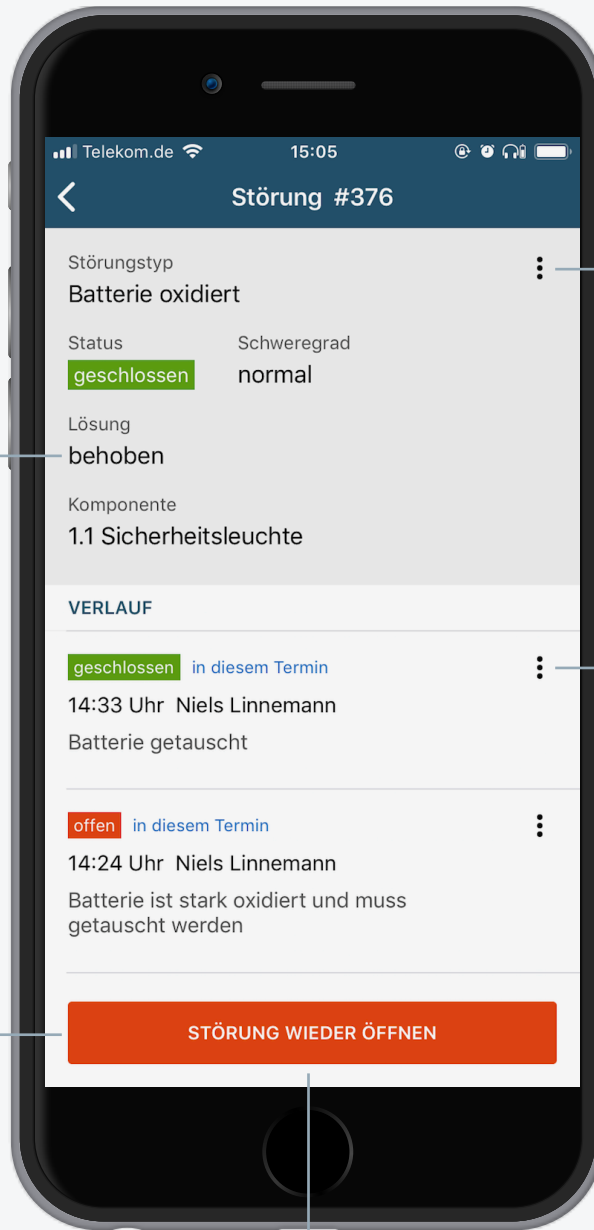 Telekom.de 15:05
Störung #376
Störungstyp
Batterie oxidiert
Status Schweregrad
geschlossen normal
Lösung
behoben
Komponente
1.1 Sicherheitsleuchte
VERLAUF
geschlossen in diesem Termin
14:33 Uhr Niels Linnemann
Batterie getauscht
offen in diesem Termin
14:24 Uhr Niels Linnemann
Batterie ist stark oxidiert und muss
getauscht werden
STÖRUNG WIEDER ÖFFNEN